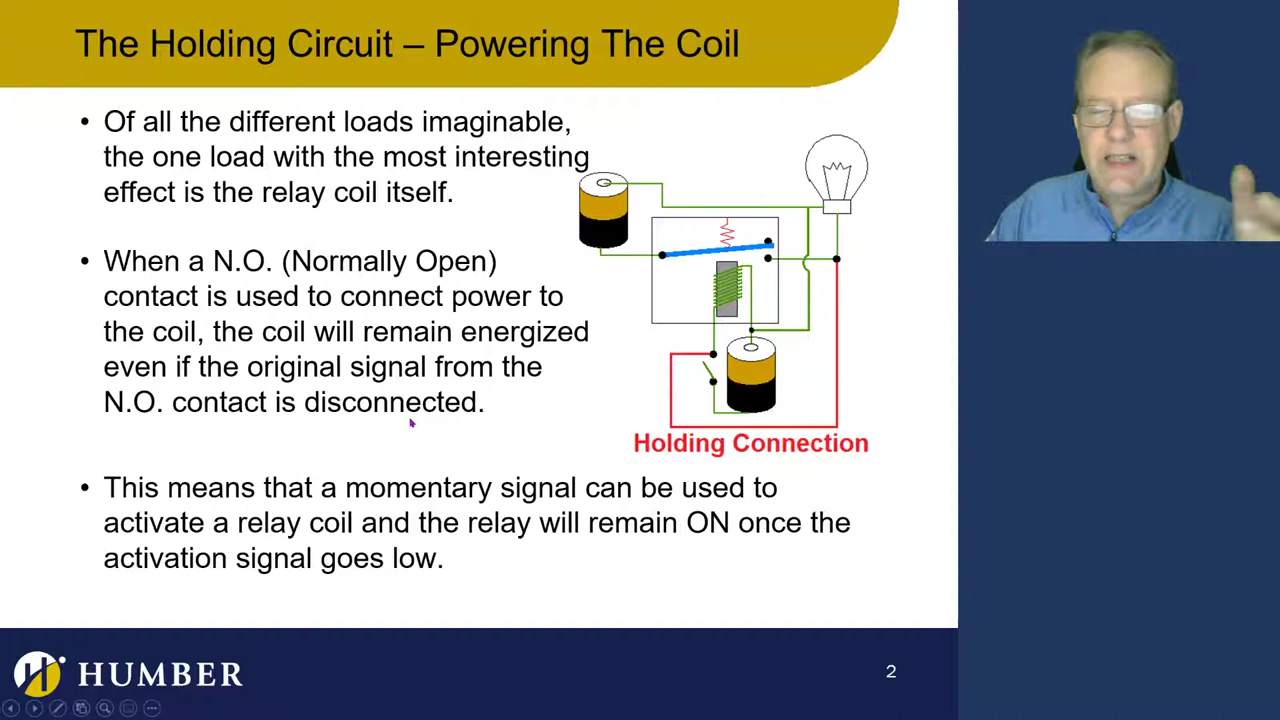 The Holding Circuit – Powering The Coil
• Of all the different loads imaginable,
the one load with the most interesting
effect is the relay coil itself.
• When a N.O. (Normally Open)
contact is used to connect power to
the coil, the coil will remain energized
even if the original signal from the
N.O. contact is disconnected.
Holding Connection
• This means that a momentary signal can be used to
activate a relay coil and the relay will remain ON once the
activation signal goes low.
HUMBER
2